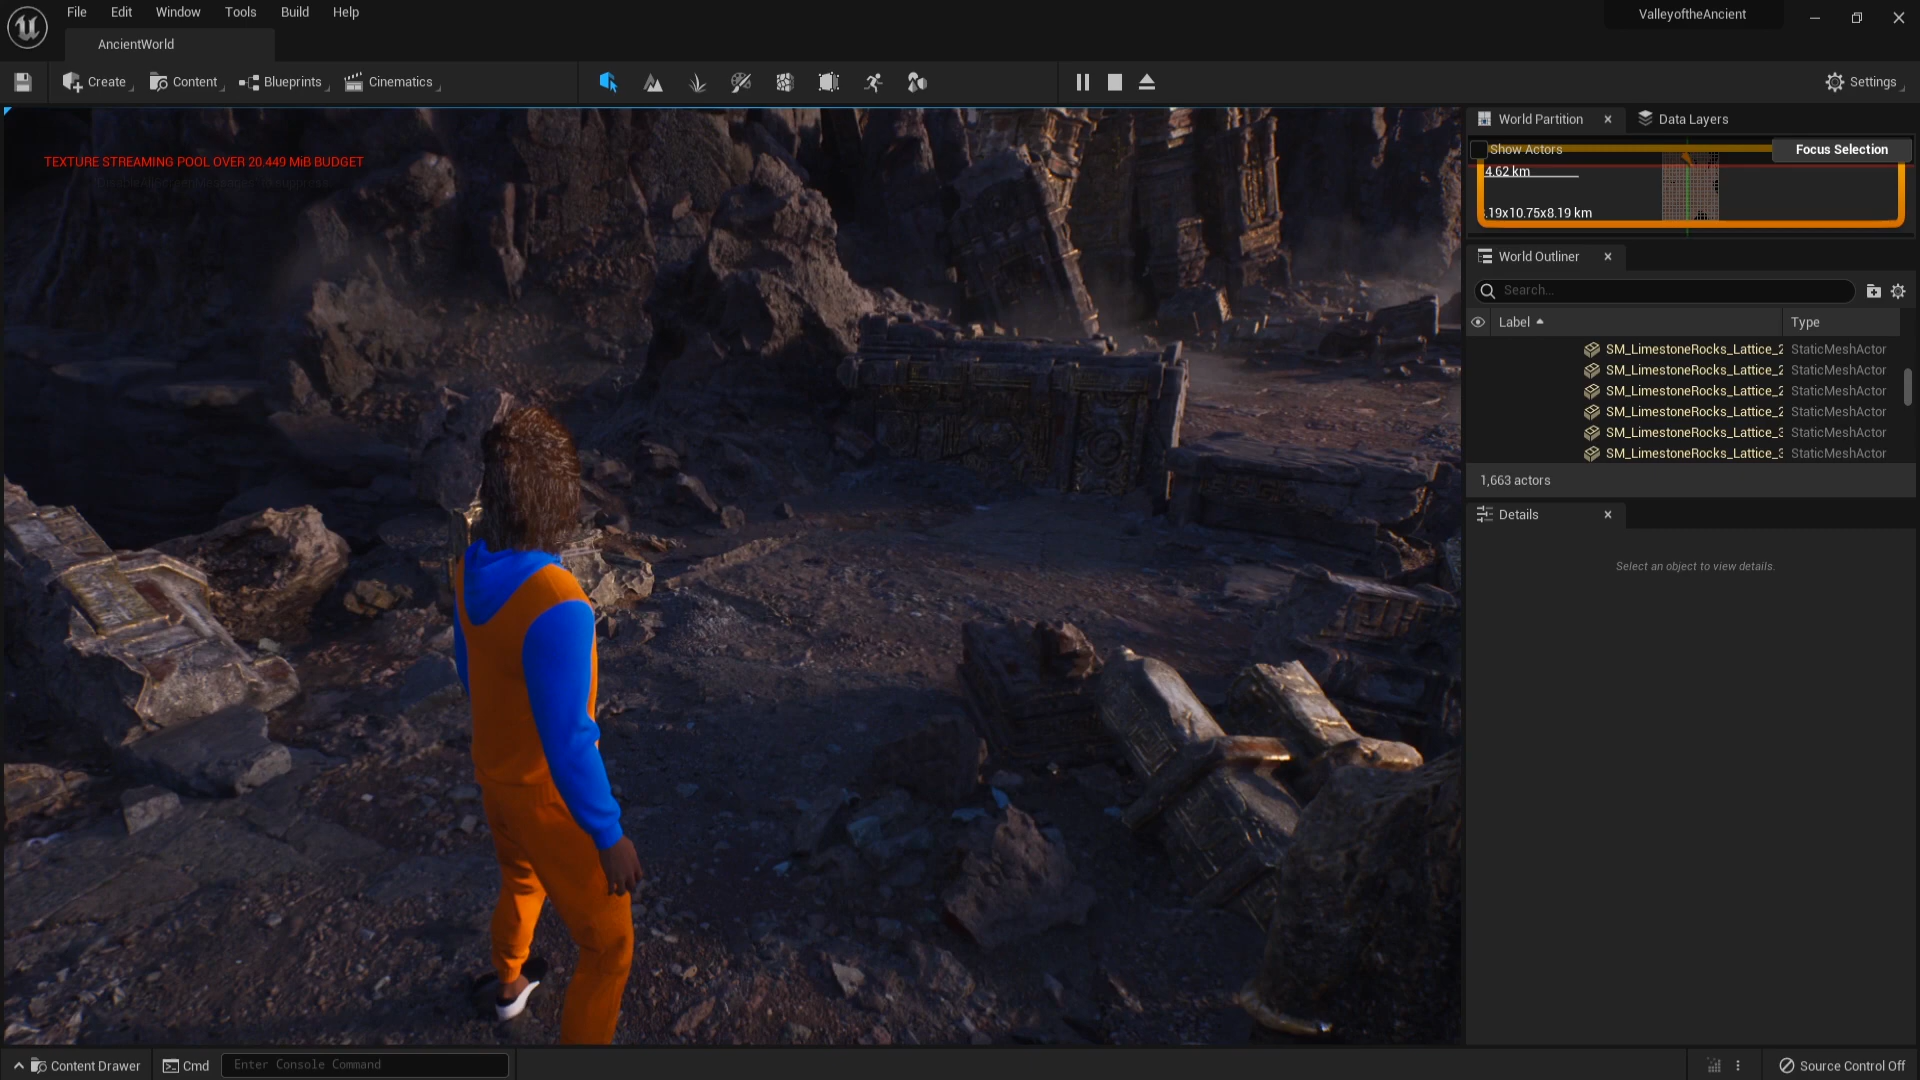 File Edit Window Tools Build Help
ValleyoftheAncient
AncientWorld
Create Content Blueprints Cinematics
Settings
World Partition
Data Layers
Show Actors
Focus Selection
4.62 km
.19x10.75x8.19 km
TEXTURE STREAMING POOL OVER 20.449 MiB BUDGET
World Outliner
Search...
Label Type
SM_LimestoneRocks_Lattice_2 StaticMeshActor
SM_LimestoneRocks_Lattice_2 StaticMeshActor
SM_LimestoneRocks_Lattice_2 StaticMeshActor
SM_LimestoneRocks_Lattice_2 StaticMeshActor
SM_LimestoneRocks_Lattice_3 StaticMeshActor
SM_LimestoneRocks_Lattice_3 StaticMeshActor
1,663 actors
Details
Select an object to view details.
Content Drawer
Cmd
Enter Console Command
Source Control Off